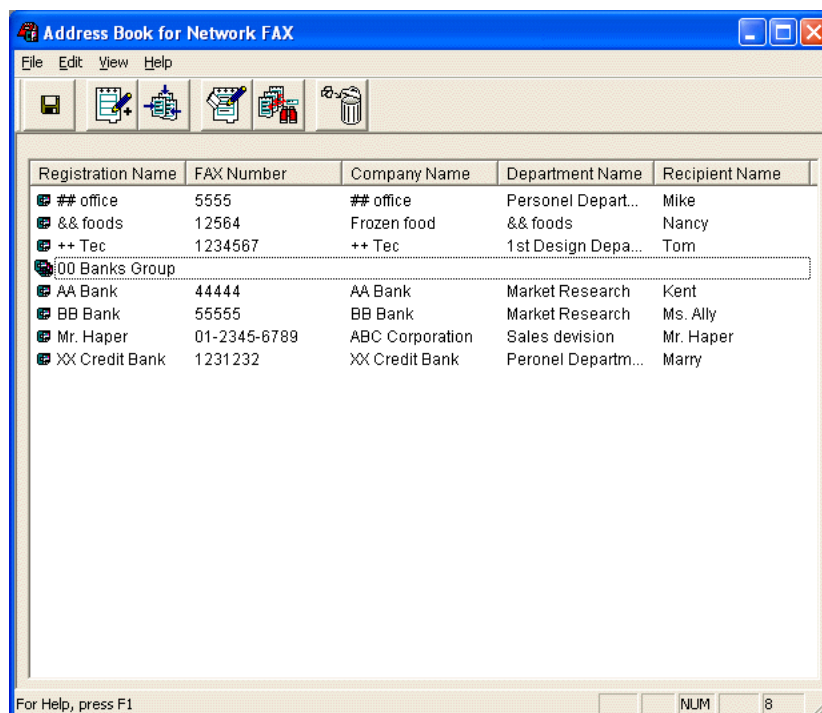 Address Book for Network FAX
File Edit View Help
Registration Name FAX Number Company Name Department Name Recipient Name
## office 5555 ## office Personel Depart... Mike
&& foods 12564 Frozen food && foods Nancy
++ Tec 1234567 ++ Tec 1st Design Depa... Tom
00 Banks Group
AA Bank 44444 AA Bank Market Research Kent
BB Bank 55555 BB Bank Market Research Ms. Ally
Mr. Haper 01-2345-6789 ABC Corporation Sales devision Mr. Haper
XX Credit Bank 1231232 XX Credit Bank Peronel Departm... Marry
For Help, press F1 NUM 8